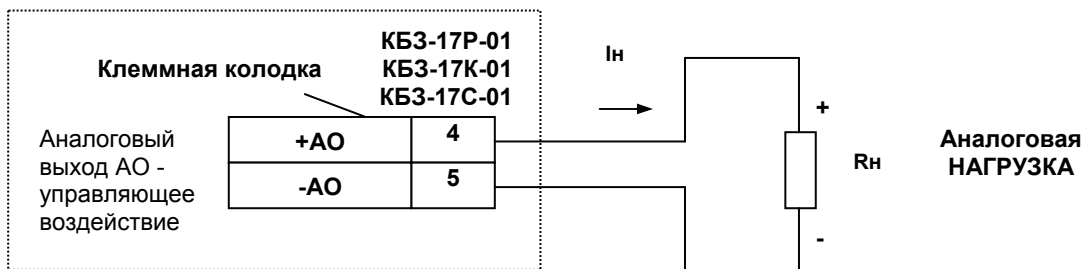 КБЗ-17Р-01
КБЗ-17К-01
КБЗ-17С-01
Клеммная колодка
Iн
Аналоговый
выход АО -
управляющее
воздействие
+АО 4
-АО 5
+
Rн
-
Аналоговая
НАГРУЗКА